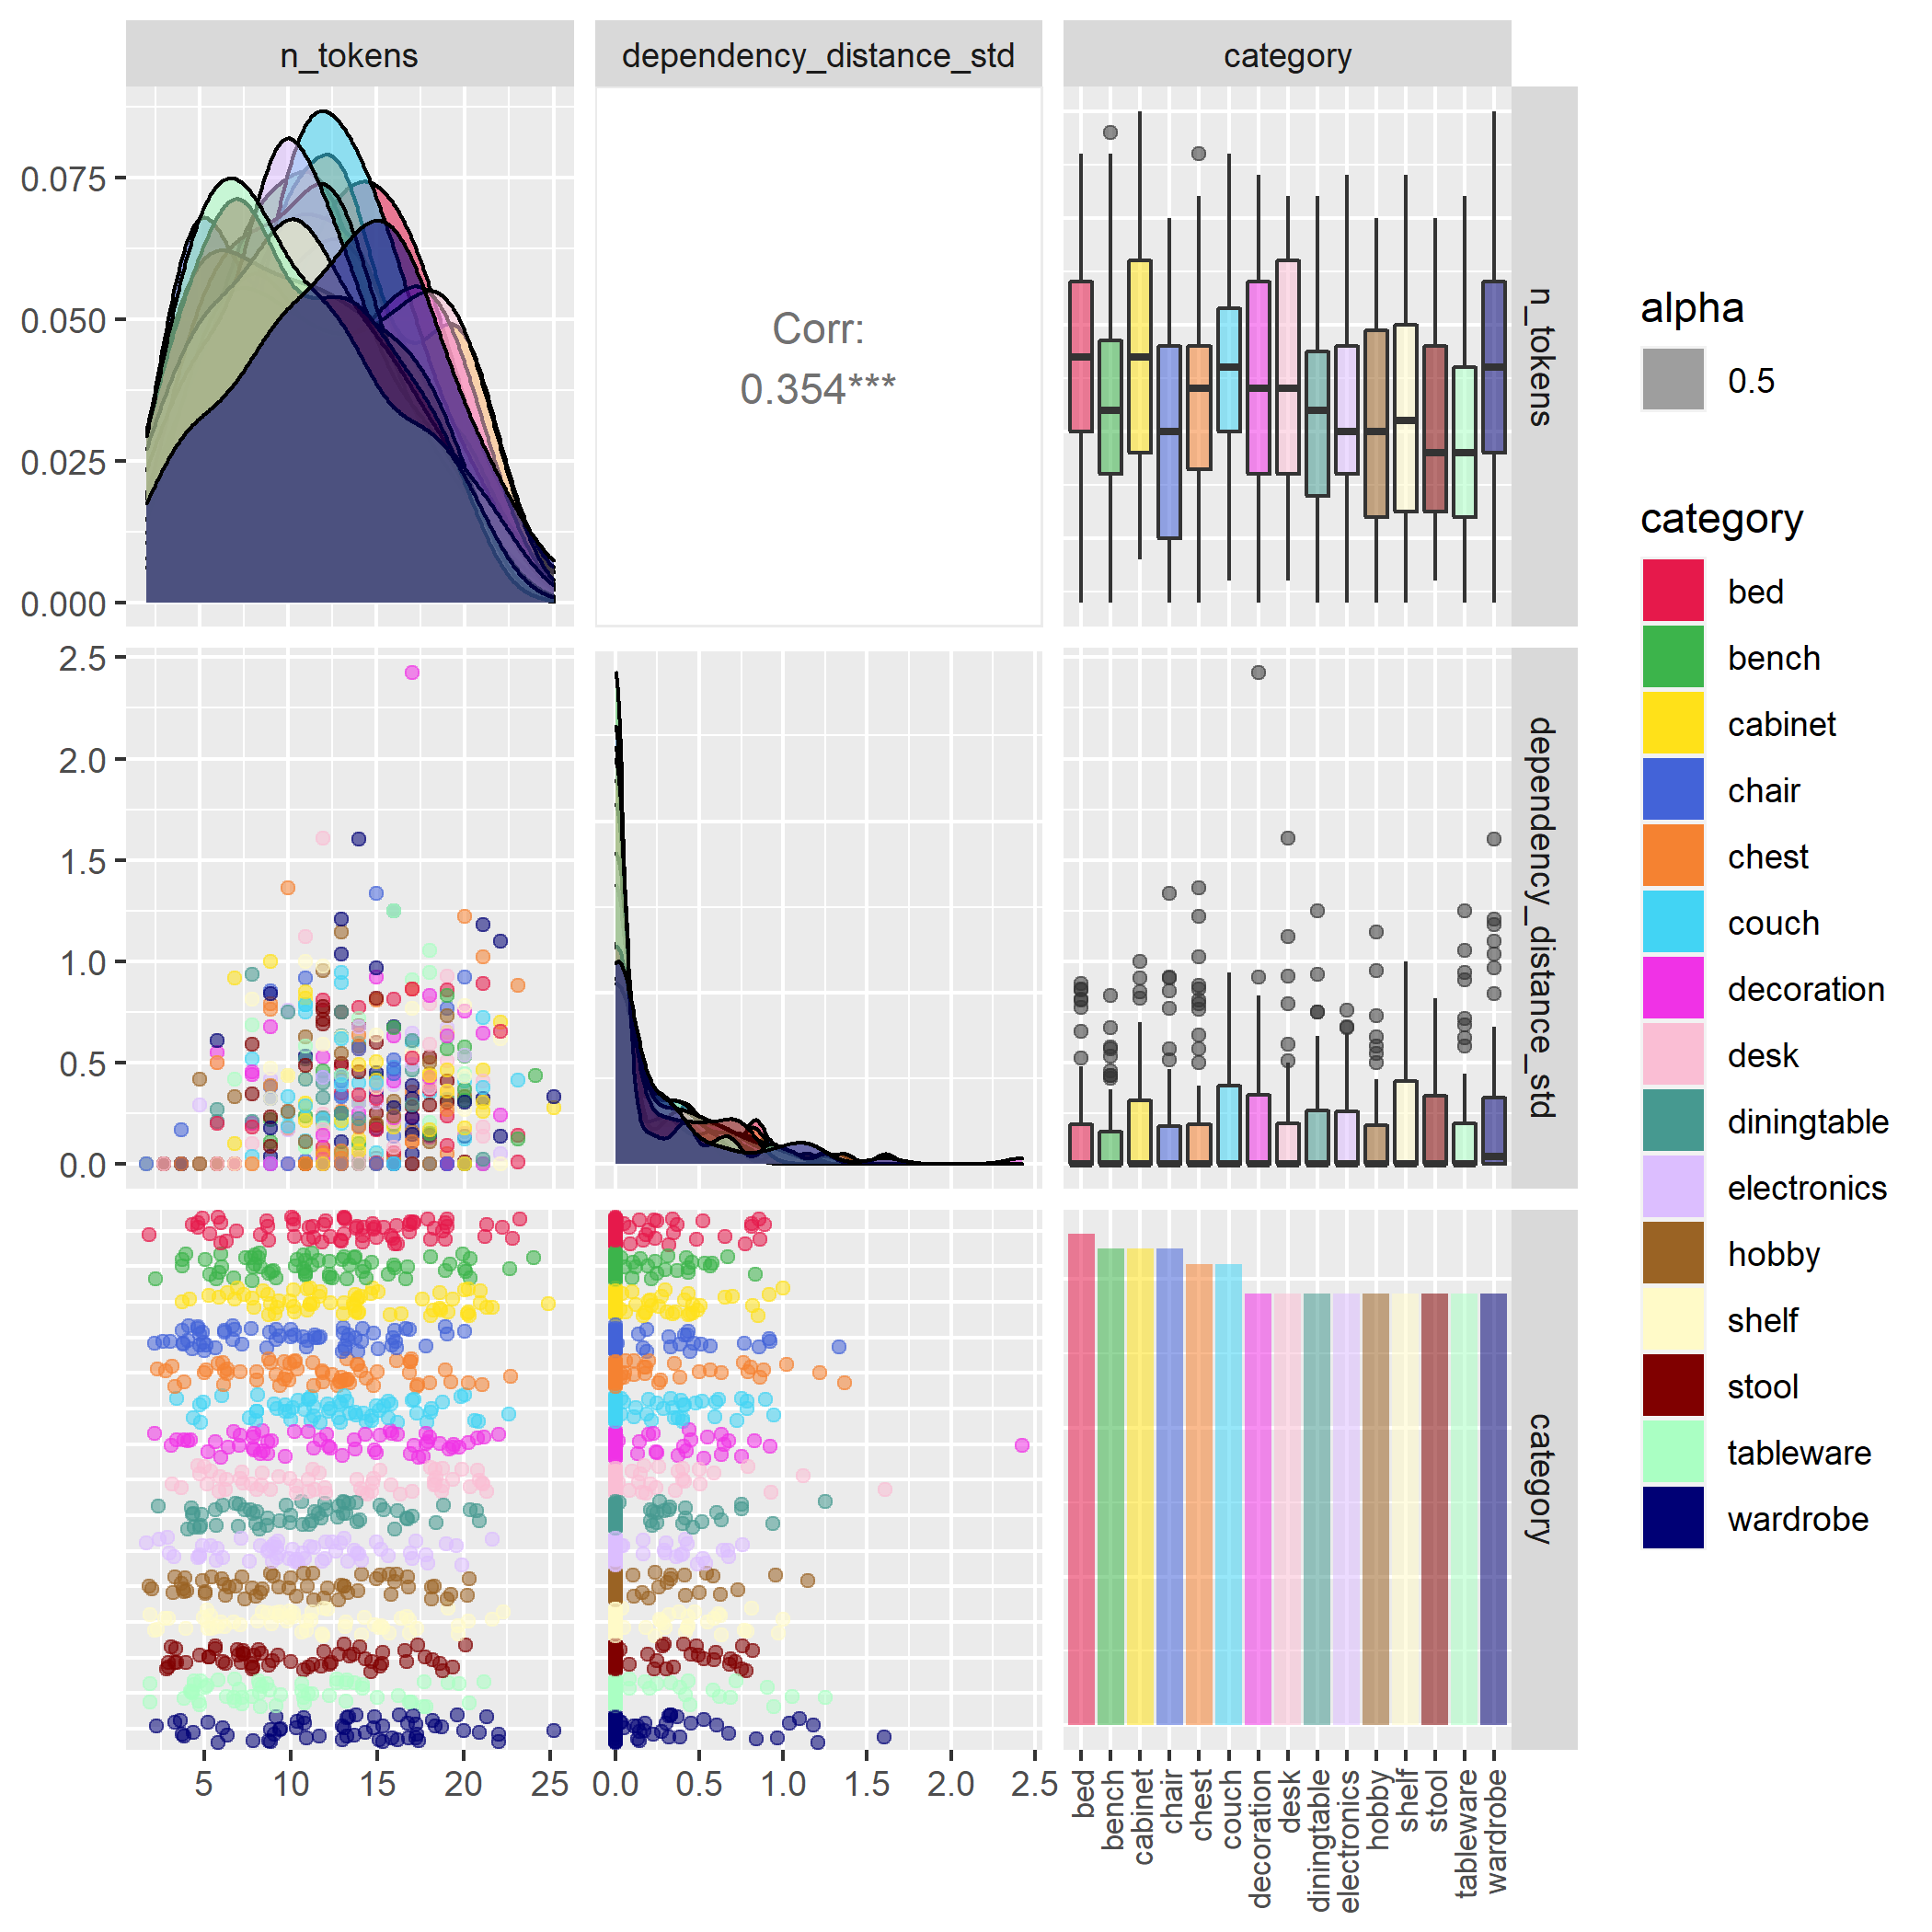 n_tokens
dependency_distance_std
category
0.075
0.050
0.025
0.000
Corr:
0.354***
n_tokens
2.5
2.0
1.5
1.0
0.5
0.0
dependency_distance_std
category
5
10
15
20
25
0.0
0.5
1.0
1.5
2.0
2.5
bed
bench
cabinet
chair
chest
couch
decoration
desk
diningtable
electronics
hobby
shelf
stool
tableware
wardrobe
alpha
0.5
category
bed
bench
cabinet
chair
chest
couch
decoration
desk
diningtable
electronics
hobby
shelf
stool
tableware
wardrobe